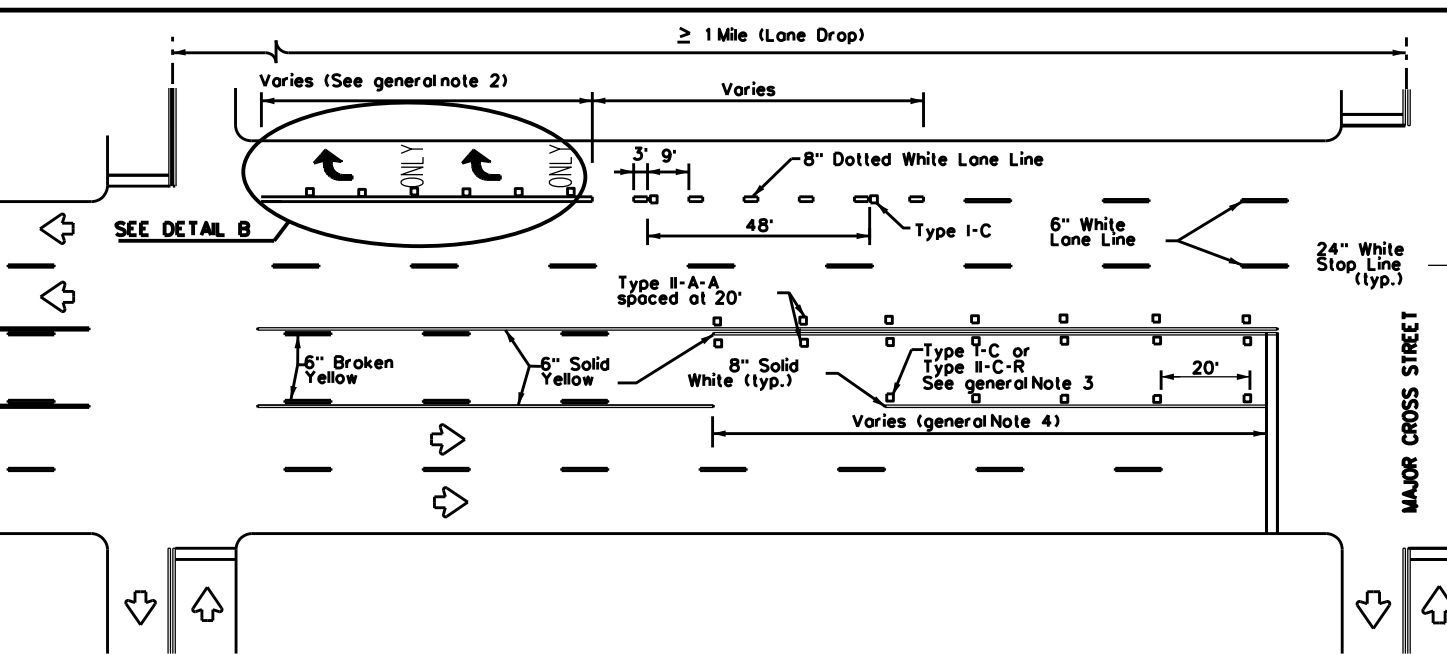 ≥ 1 Mile (Lane Drop)
Varies (See general note 2)
Varies
ONLY
ONLY
3' 9'
8" Dotted White Lane Line
SEE DETAIL B
48'
Type I-C
6" White
Lane Line
24" White
Stop Line
(typ.)
Type II-A-A
spaced at 20'
6" Broken
Yellow
6" Solid
Yellow
8" Solid
White (typ.)
Type I-C or
Type II-C-R
See general Note 3
20'
Varies (general Note 4)
MAJOR CROSS STREET